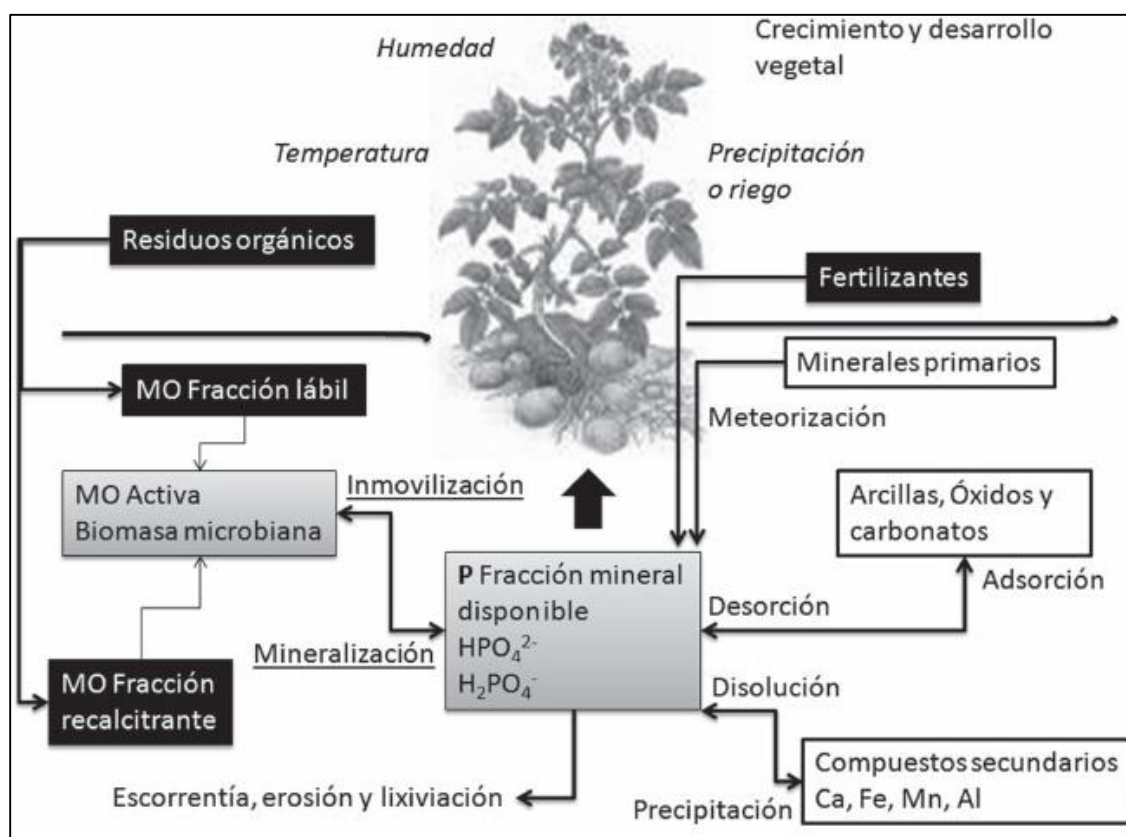 Humedad
Crecimiento y desarrollo
vegetal
Temperatura
Precipitación
o riego
Residuos orgánicos
Fertilizantes
Minerales primarios
MO Fracción lábil
Meteorización
MO Activa
Biomasa microbiana
Inmovilización
Arcillas, Óxidos y
carbonatos
P Fracción mineral
disponible
HPO₄²⁻
H₂PO₄⁻
Desorción
Adsorción
Mineralización
MO Fracción
recalcitrante
Disolución
Compuestos secundarios
Ca, Fe, Mn, Al
Escorrentía, erosión y lixiviación
Precipitación